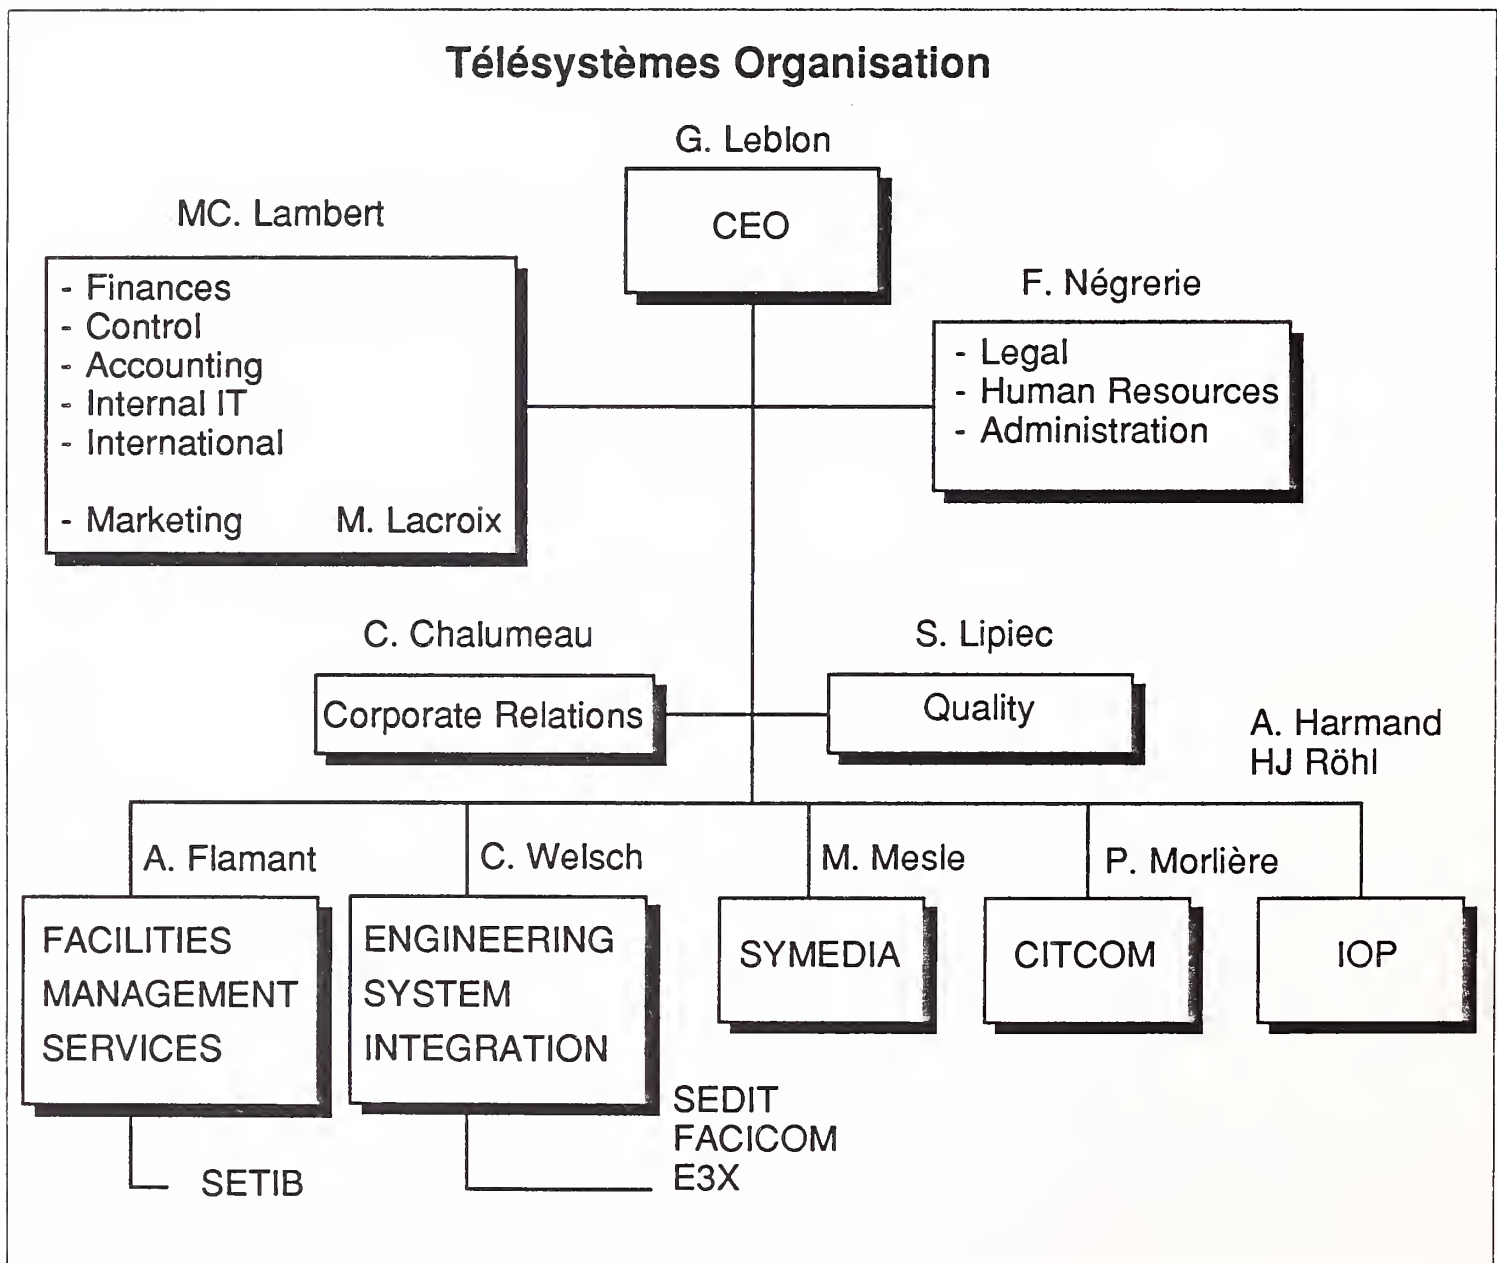 Télésystèmes Organisation
G. Leblon
CEO
MC. Lambert
- Finances
- Control
- Accounting
- Internal IT
- International
- Marketing M. Lacroix
F. Négrerie
- Legal
- Human Resources
- Administration
C. Chalumeau
Corporate Relations
S. Lipiec
Quality
A. Harmand
HJ Röhl
A. Flamant
FACILITIES
MANAGEMENT
SERVICES
SETIB
C. Welsch
ENGINEERING
SYSTEM
INTEGRATION
SEDIT
FACICOM
E3X
M. Mesle
SYMEDIA
P. Morlière
CITCOM
IOP